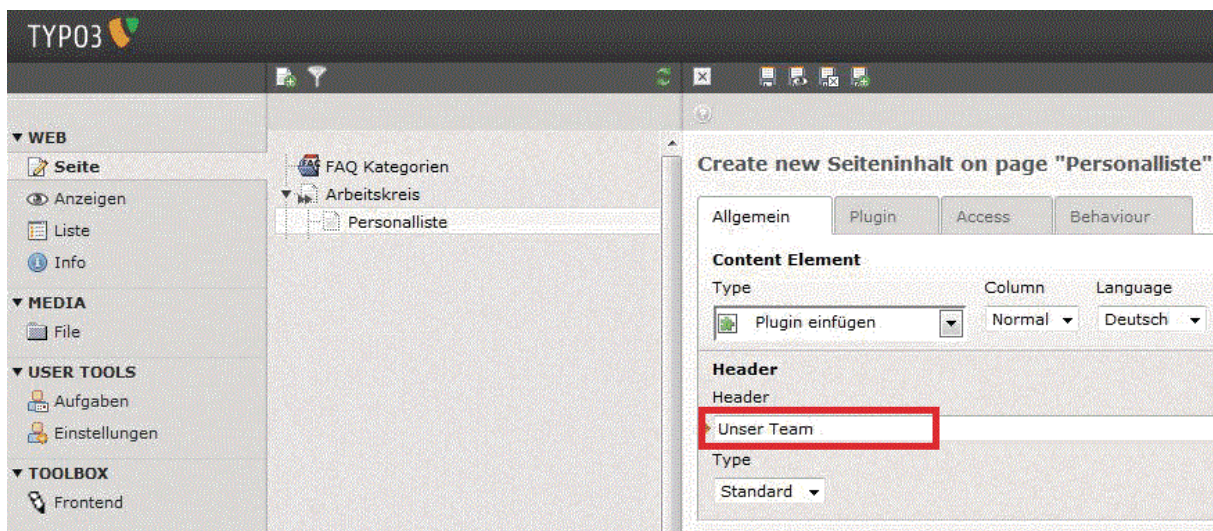 TYPO3
WEB
Seite
Anzeigen
Liste
Info
MEDIA
File
USER TOOLS
Aufgaben
Einstellungen
TOOLBOX
Frontend
FAQ Kategorien
Arbeitskreis
Personalliste
Create new Seiteninhalt on page "Personalliste"
Allgemein Plugin Access Behaviour
Content Element
Type Column Language
Plugin einfügen Normal Deutsch
Header
Header
Unser Team
Type
Standard